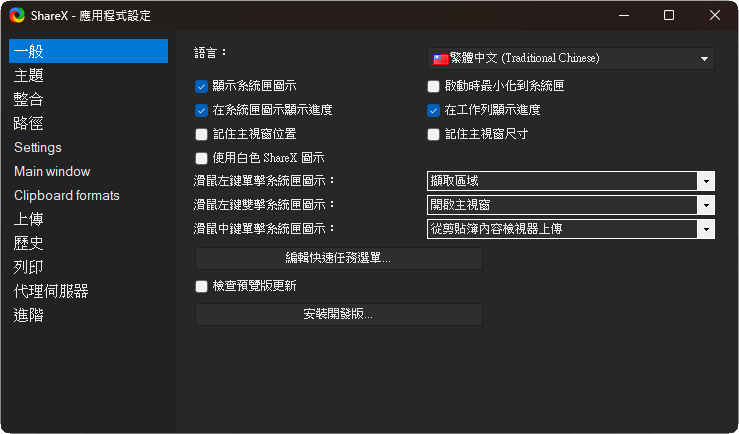 ShareX - 應用程式設定
一般
主題
整合
路徑
Settings
Main window
Clipboard formats
上傳
歷史
列印
代理伺服器
進階
語言：
繁體中文 (Traditional Chinese)
顯示系統匣圖示
啟動時最小化到系統匣
在系統匣圖示顯示進度
在工作列顯示進度
記住主視窗位置
記住主視窗尺寸
使用白色 ShareX 圖示
滑鼠左鍵單擊系統匣圖示：
擷取區域
滑鼠左鍵雙擊系統匣圖示：
開啟主視窗
滑鼠中鍵單擊系統匣圖示：
從剪貼簿內容檢視器上傳
編輯快速任務選單...
檢查預覽版更新
安裝開發版...